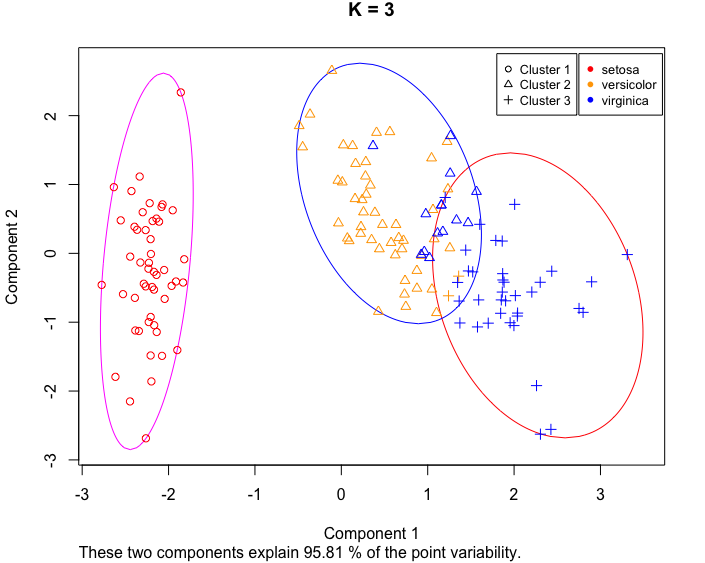 K = 3
Cluster 1
Cluster 2
Cluster 3
setosa
versicolor
virginica
Component 2
2
1
0
-1
-2
-3
-3 -2 -1 0 1 2 3
Component 1
These two components explain 95.81 % of the point variability.